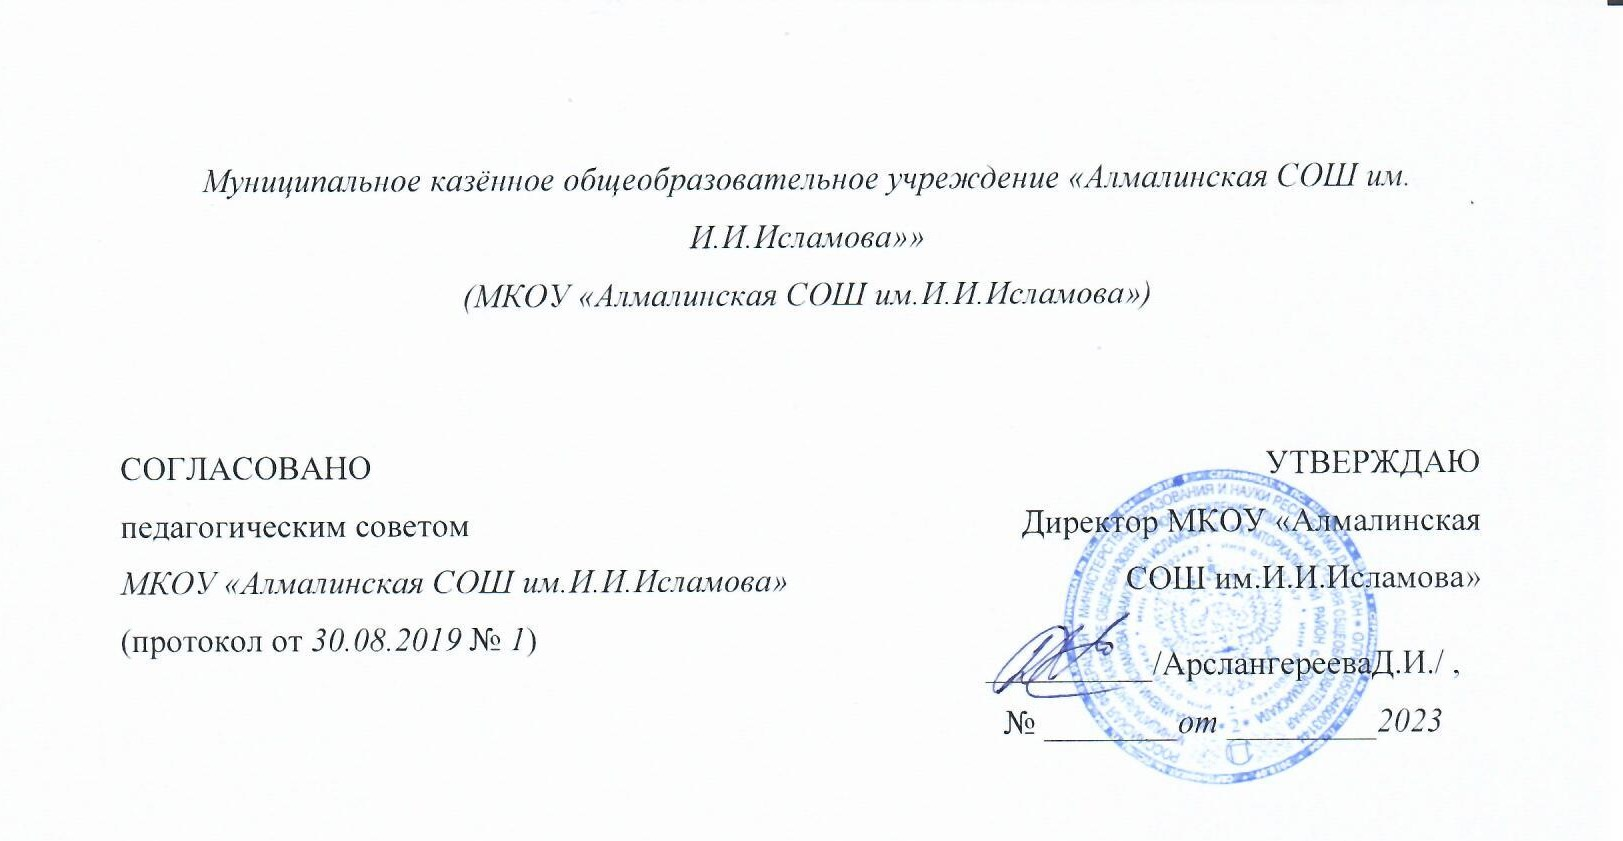 Муниципальное казённое общеобразовательное учреждение «Алмалинская СОШ им.
И.И.Исламова»»
(МКОУ «Алмалинская СОШ им.И.И.Исламова»)
СОГЛАСОВАНО
педагогическим советом
МКОУ «Алмалинская СОШ им.И.И.Исламова»
(протокол от 30.08.2019 № 1)
УТВЕРЖДАЮ
Директор МКОУ «Алмалинская
СОШ им.И.И.Исламова»
__________/АрслангерееваД.И./ ,
№ ________от _________2023